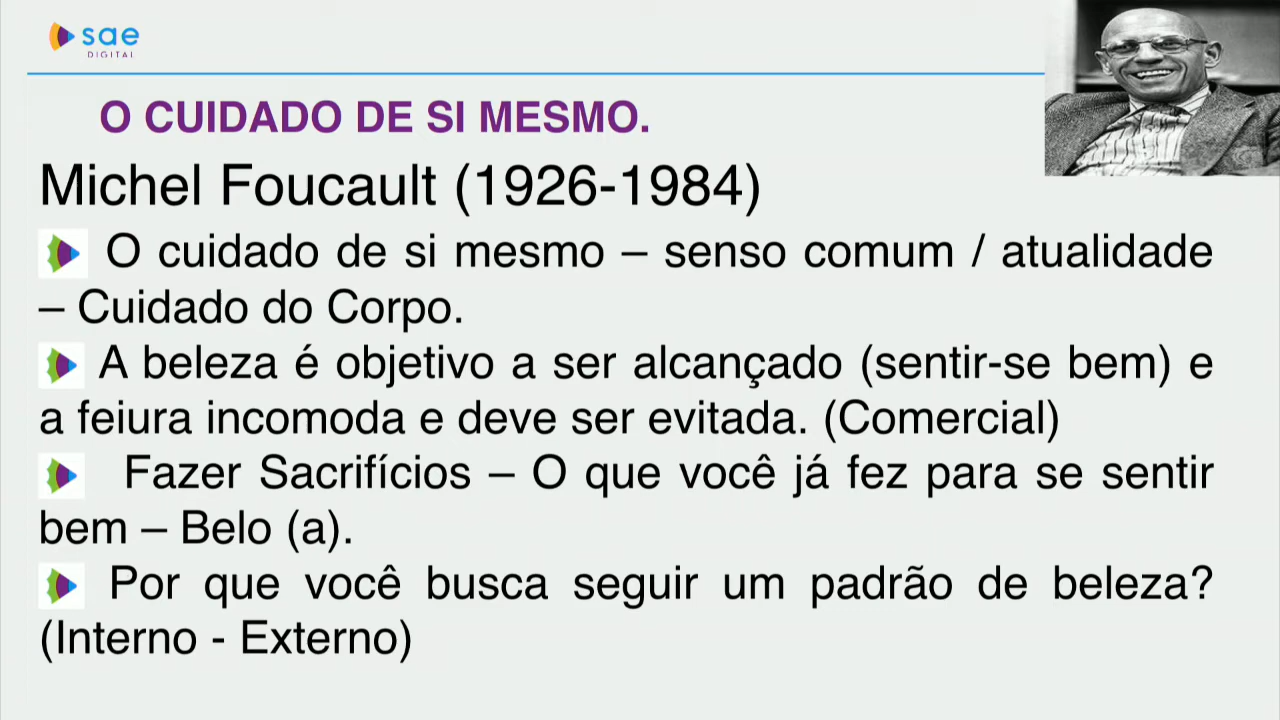 sae
DIGITAL
O CUIDADO DE SI MESMO.
Michel Foucault (1926-1984)
O cuidado de si mesmo – senso comum / atualidade
– Cuidado do Corpo.
A beleza é objetivo a ser alcançado (sentir-se bem) e
a feiura incomoda e deve ser evitada. (Comercial)
Fazer Sacrifícios – O que você já fez para se sentir
bem – Belo (a).
Por que você busca seguir um padrão de beleza?
(Interno - Externo)